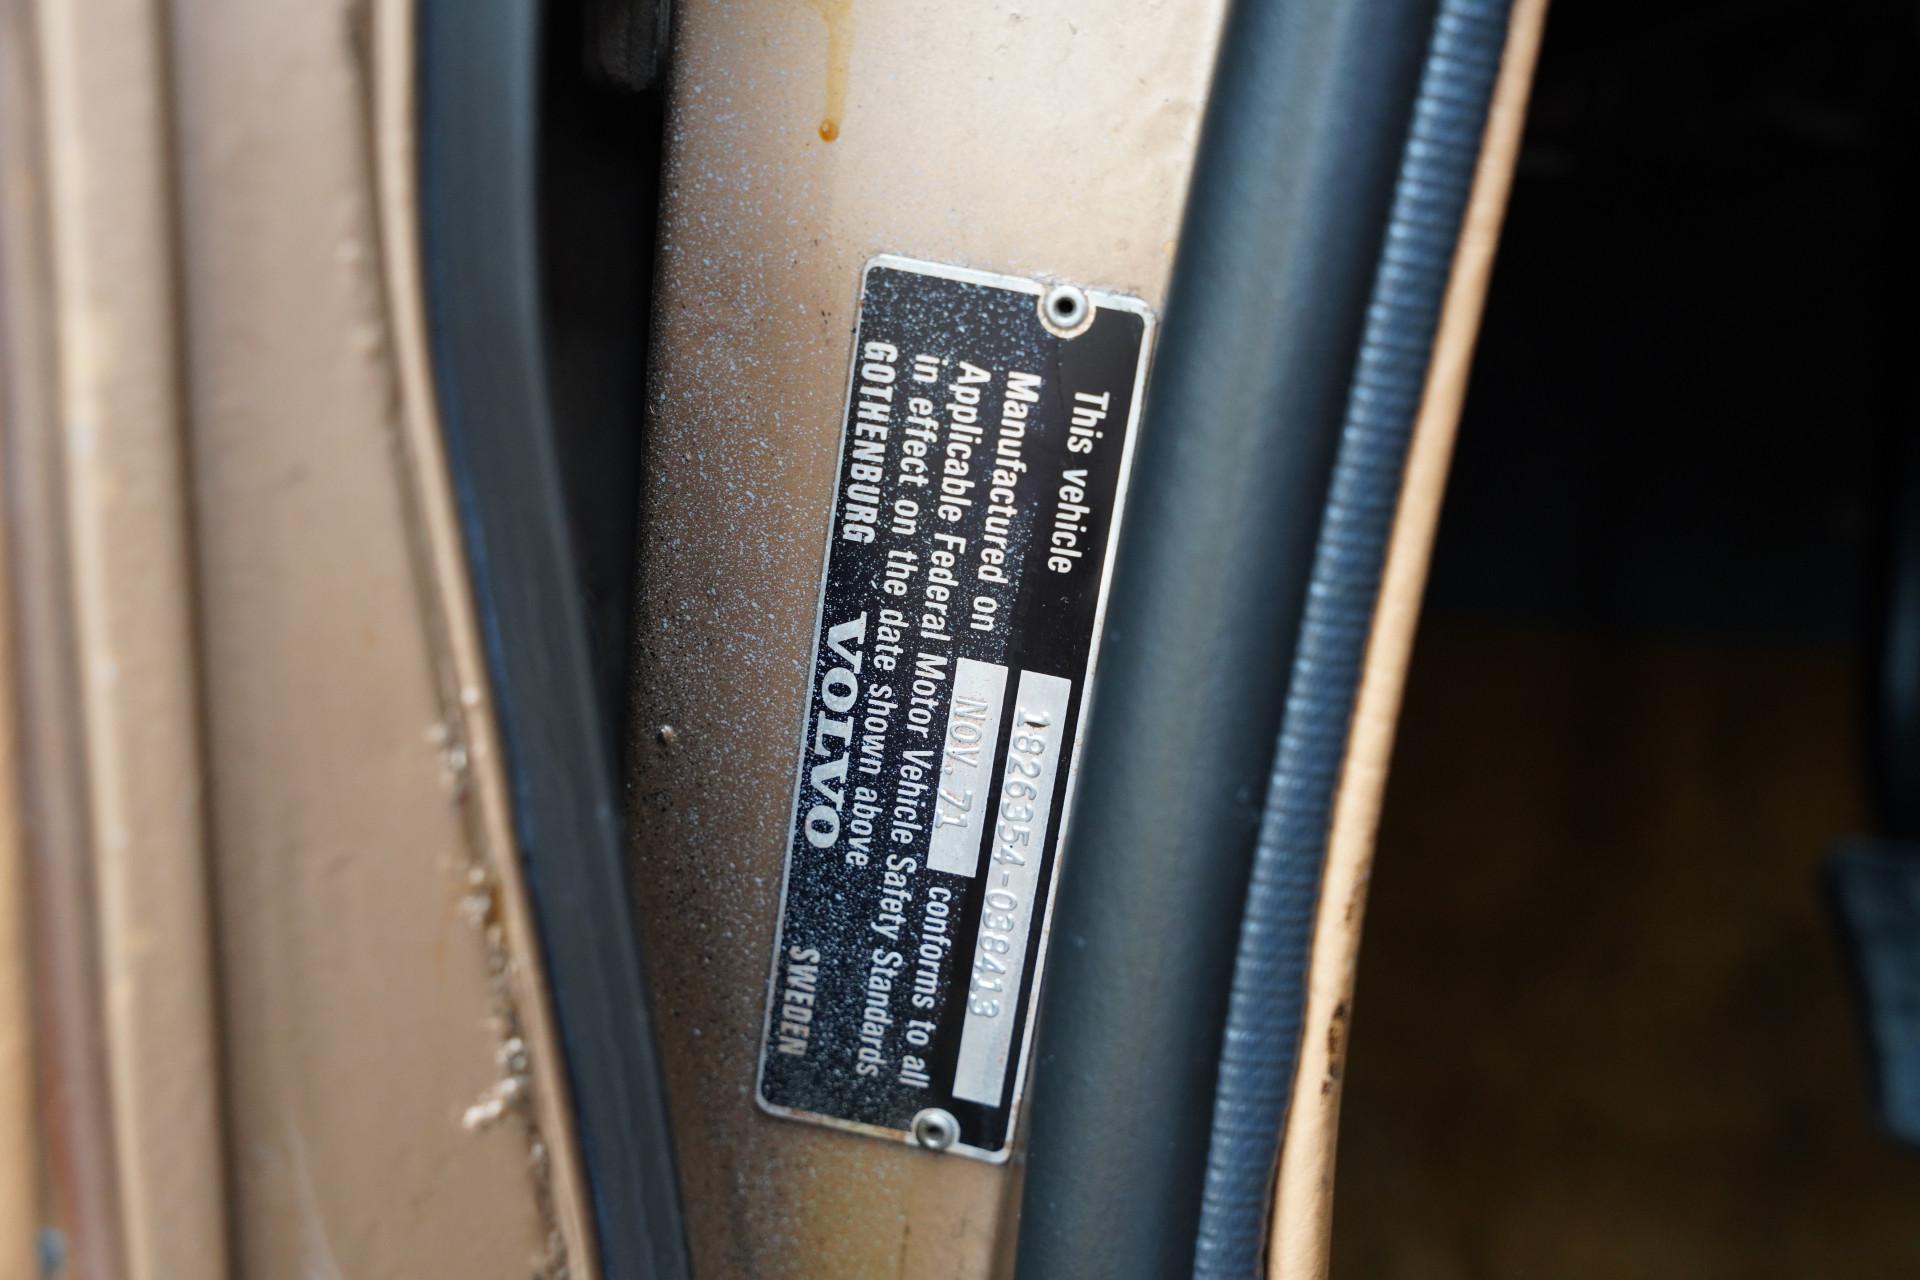 This vehicle 1826354-038413
Manufactured on NOV. 71 conforms to all
Applicable Federal Motor Vehicle Safety Standards
in effect on the date shown above
GOTHENBURG VOLVO SWEDEN